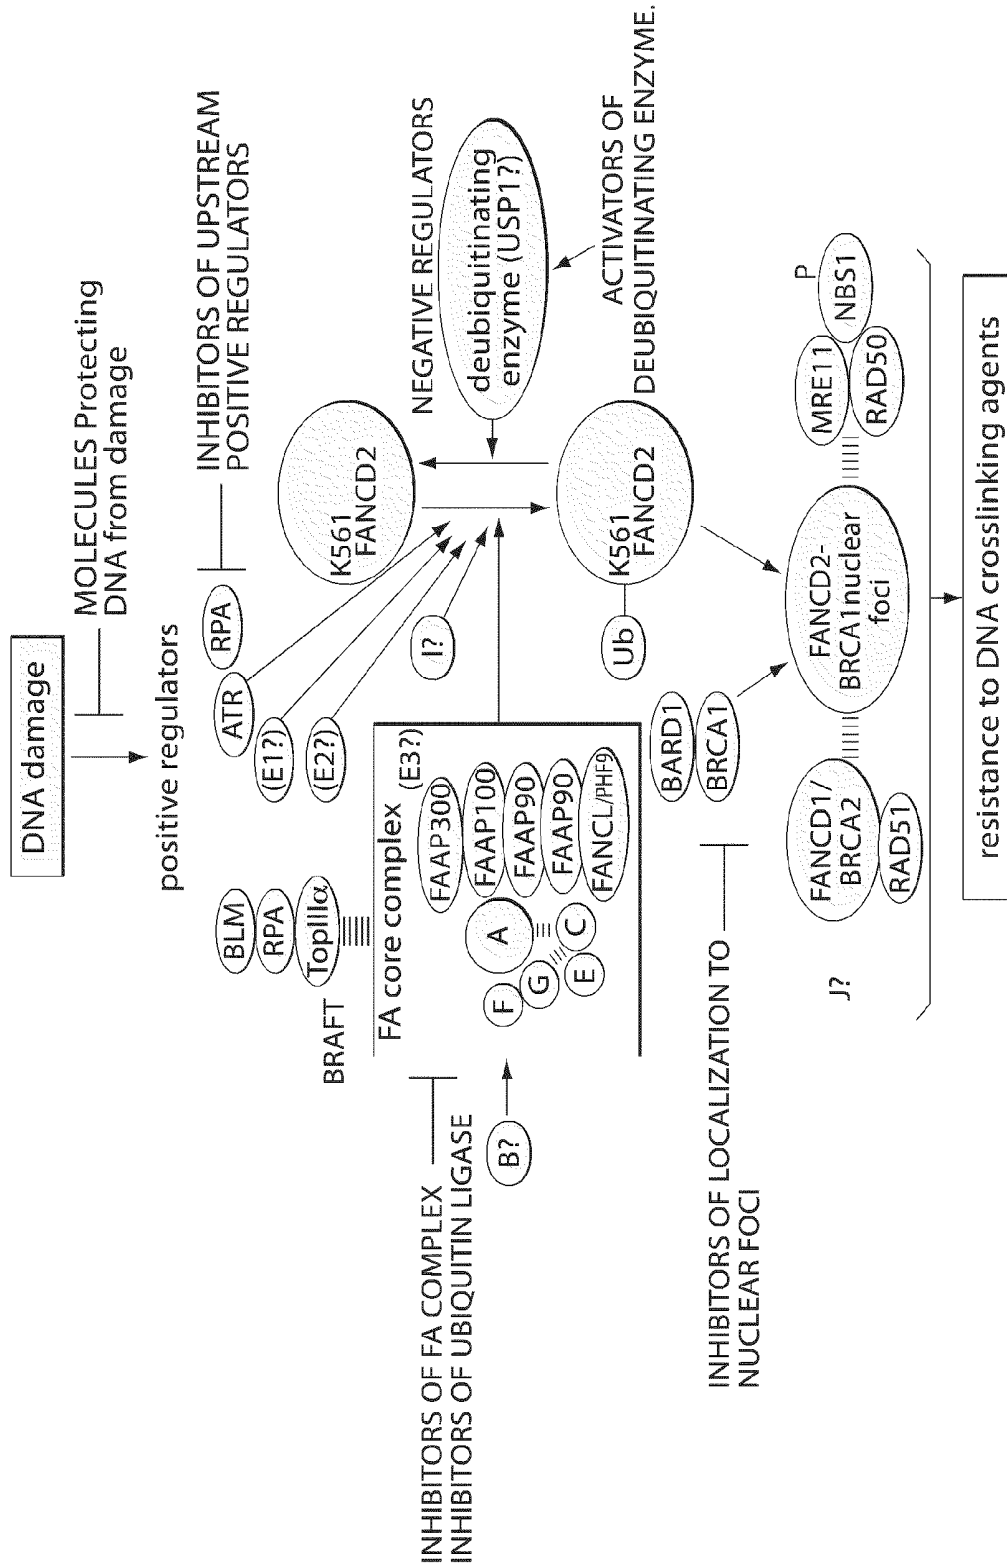 DNA damage
MOLECULES Protecting
DNA from damage
positive regulators
INHIBITORS OF UPSTREAM
POSITIVE REGULATORS
BLM
RPA
TopIIIα
BRAFT
ATR
RPA
(E1?)
(E2?)
I?
K561
FANCD2
NEGATIVE REGULATORS
deubiquitinating
enzyme (USP1?)
ACTIVATORS OF
DEUBIQUITINATING ENZYME.
FA core complex
(E3?)
FAAP300
FAAP100
FAAP90
FAAP90
FANCL/PHF9
A
F
G
C
E
B?
INHIBITORS OF FA COMPLEX
INHIBITORS OF UBIQUITIN LIGASE
Ub
K561
FANCD2
BARD1
BRCA1
INHIBITORS OF LOCALIZATION TO
NUCLEAR FOCI
J?
FANCD1/
BRCA2
RAD51
FANCD2-
BRCA1nuclear
foci
MRE11
RAD50
P
NBS1
resistance to DNA crosslinking agents